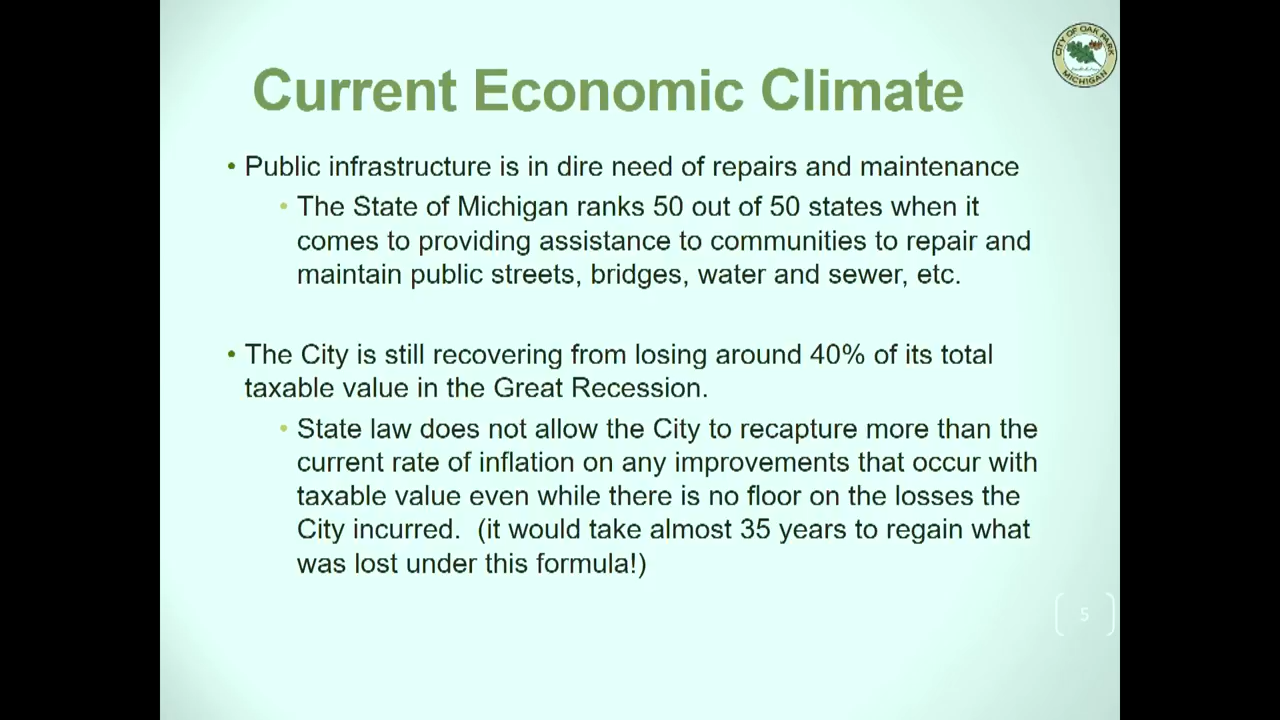 CITY OF OAK PARK
MICHIGAN
Current Economic Climate
• Public infrastructure is in dire need of repairs and maintenance
• The State of Michigan ranks 50 out of 50 states when it
comes to providing assistance to communities to repair and
maintain public streets, bridges, water and sewer, etc.
• The City is still recovering from losing around 40% of its total
taxable value in the Great Recession.
• State law does not allow the City to recapture more than the
current rate of inflation on any improvements that occur with
taxable value even while there is no floor on the losses the
City incurred.  (it would take almost 35 years to regain what
was lost under this formula!)
5